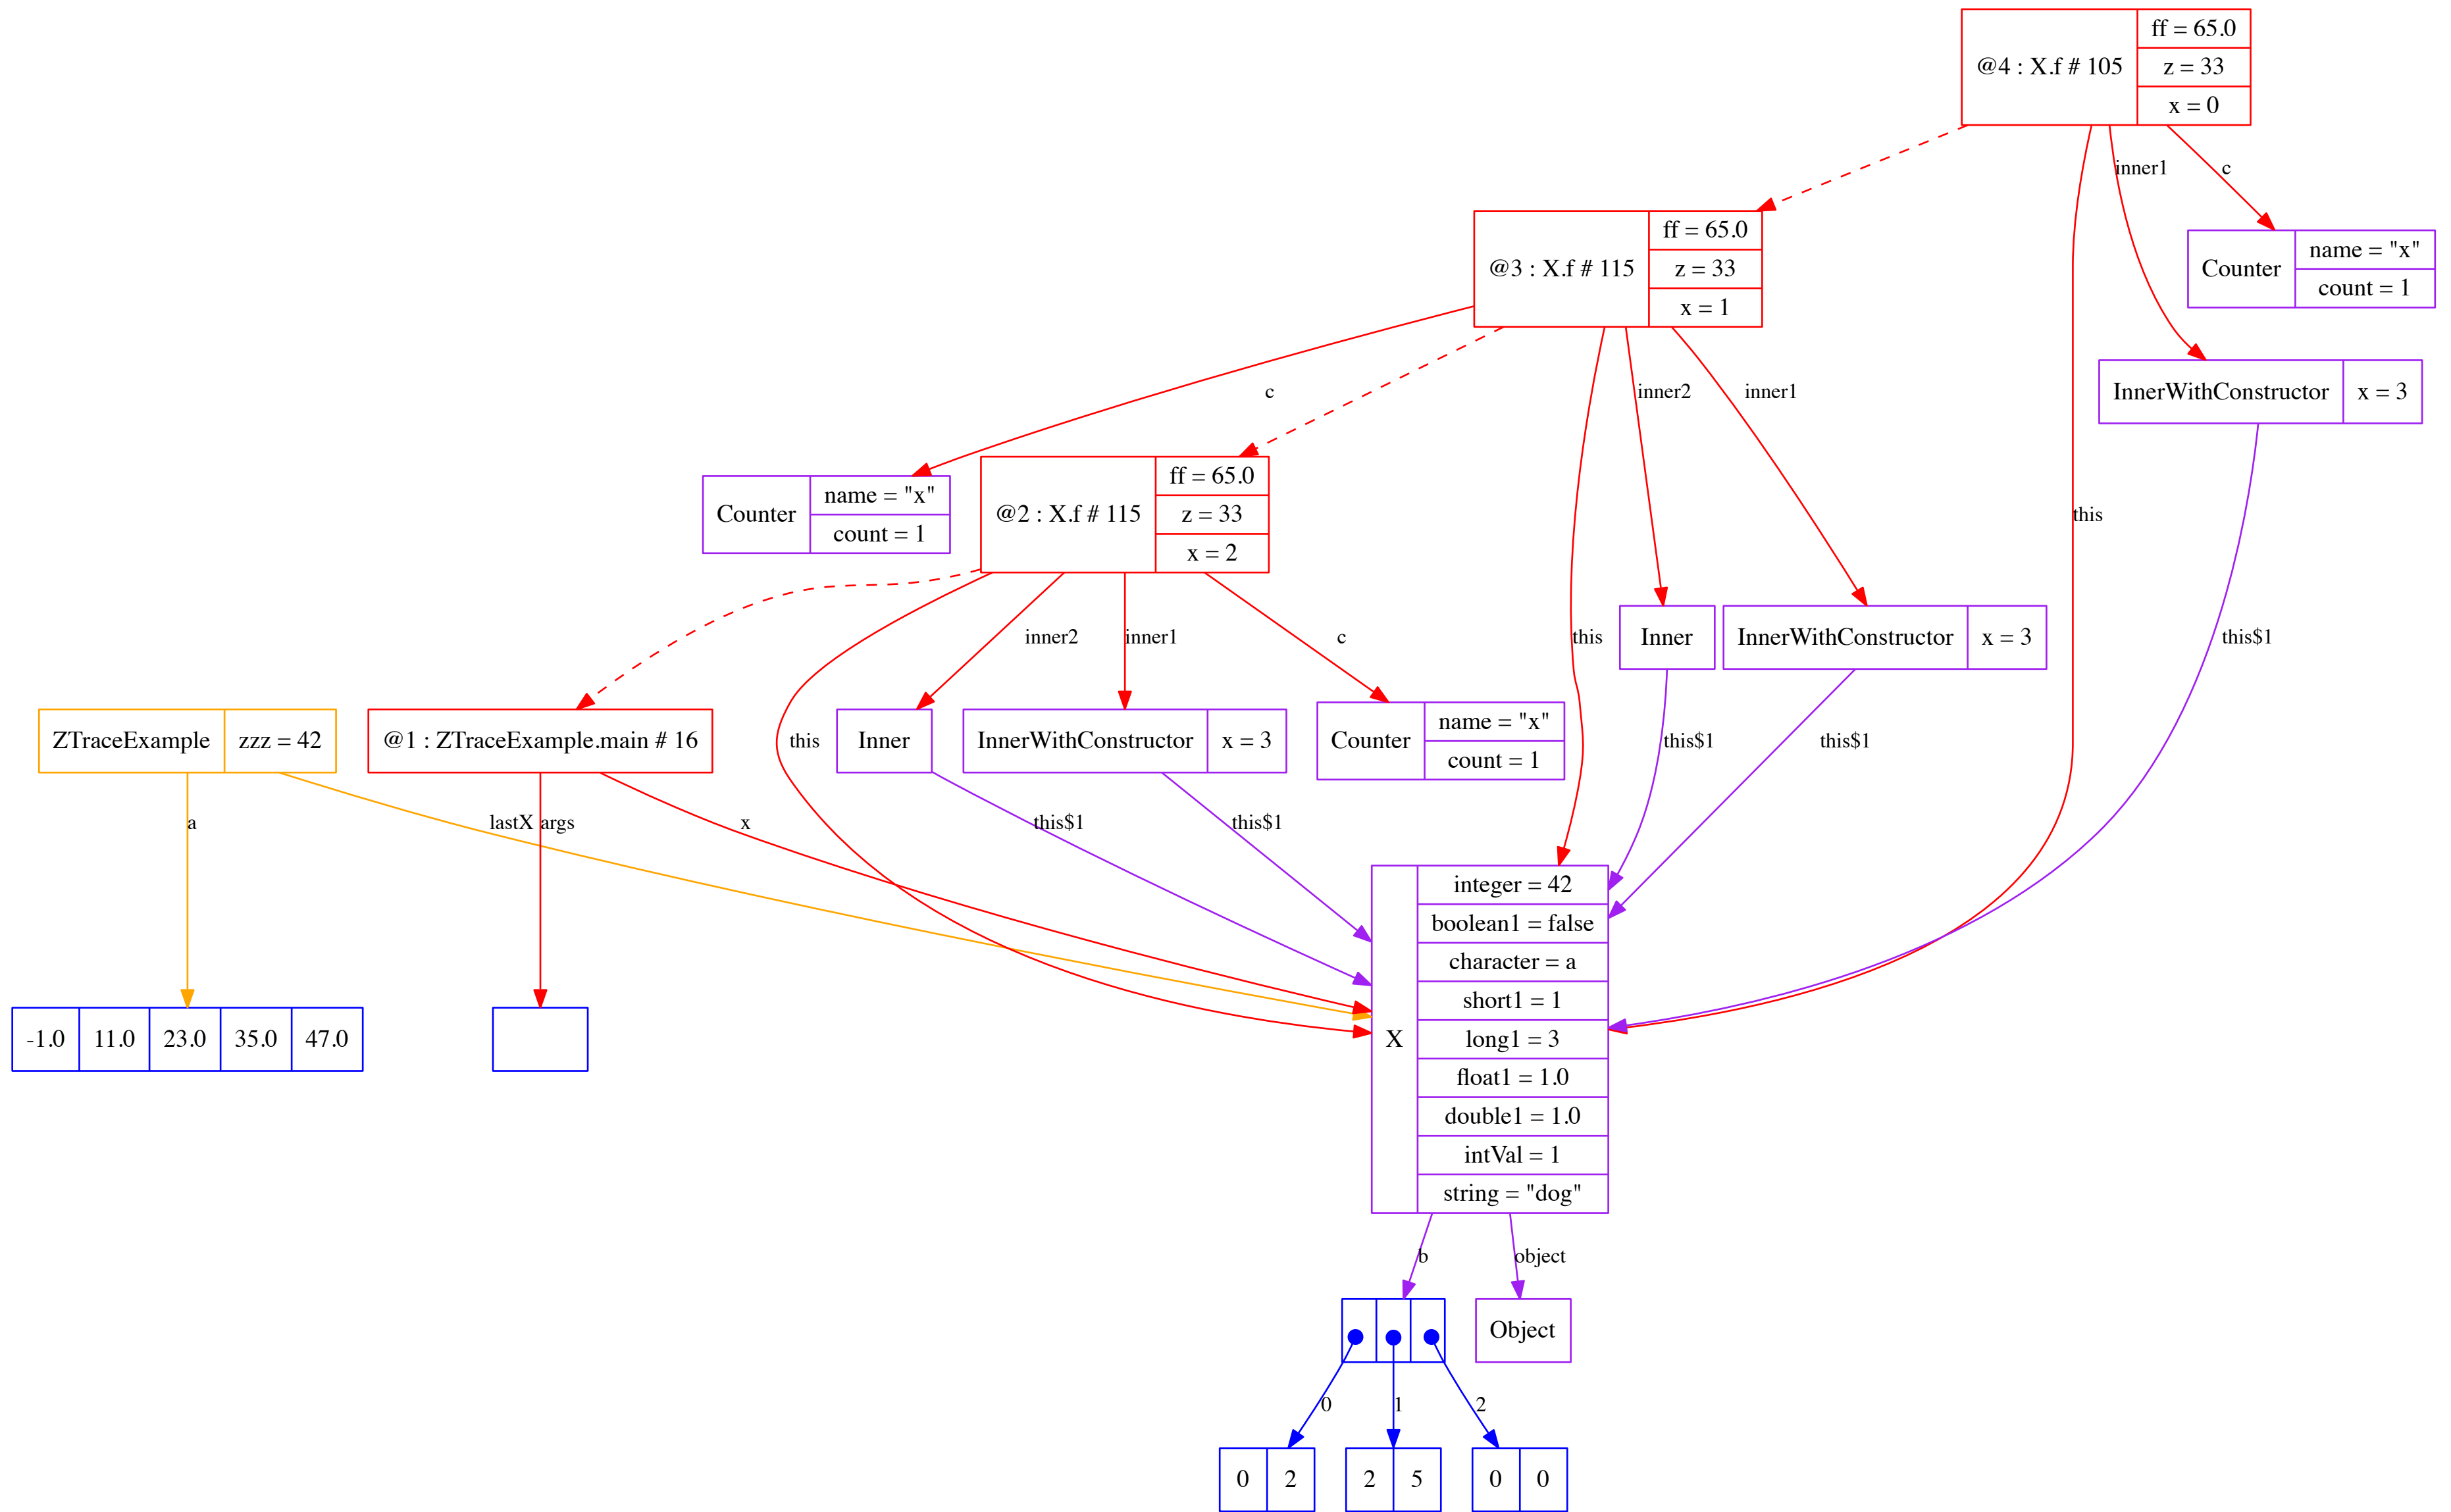 @4 : X.f # 105
ff = 65.0
z = 33
x = 0
inner1
c
@3 : X.f # 115
ff = 65.0
z = 33
x = 1
Counter
name = "x"
count = 1
InnerWithConstructor
x = 3
c
inner2
inner1
Counter
name = "x"
count = 1
@2 : X.f # 115
ff = 65.0
z = 33
x = 2
this
inner2
inner1
c
this
Inner
InnerWithConstructor
x = 3
this$1
ZTraceExample
zzz = 42
@1 : ZTraceExample.main # 16
this
Inner
InnerWithConstructor
x = 3
Counter
name = "x"
count = 1
this$1
this$1
a
lastX
args
x
this$1
this$1
-1.0
11.0
23.0
35.0
47.0
X
integer = 42
boolean1 = false
character = a
short1 = 1
long1 = 3
float1 = 1.0
double1 = 1.0
intVal = 1
string = "dog"
b
object
Object
0
1
2
0
2
2
5
0
0